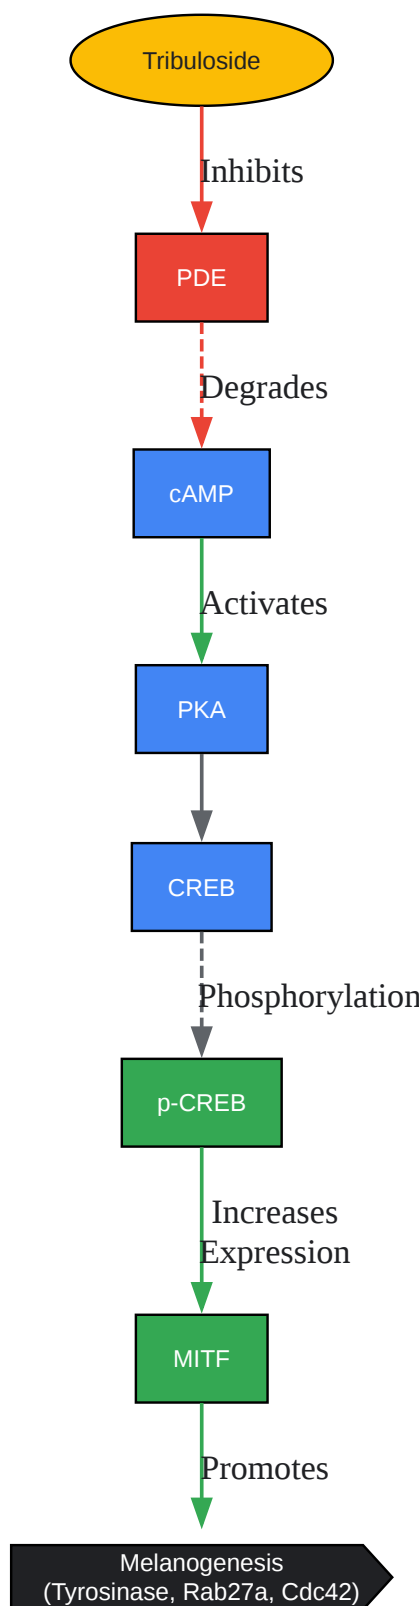 Tribuloside
Inhibits
PDE
Degrades
cAMP
Activates
PKA
CREB
Phosphorylation
p-CREB
Increases
Expression
MITF
Promotes
Melanogenesis
(Tyrosinase, Rab27a, Cdc42)